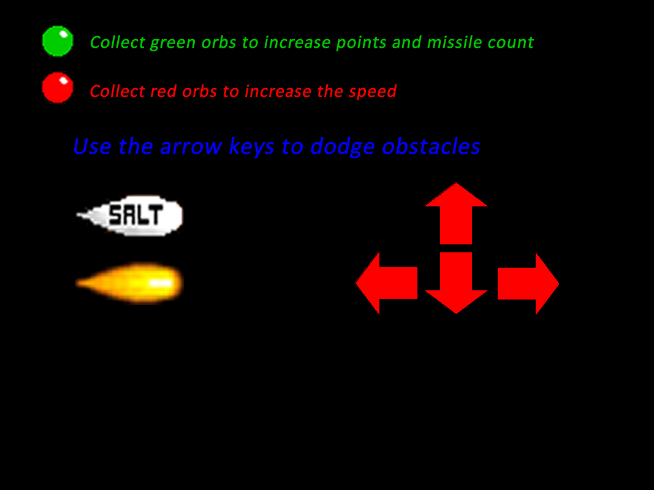 Collect green orbs to increase points and missile count
Collect red orbs to increase the speed
Use the arrow keys to dodge obstacles
SALT